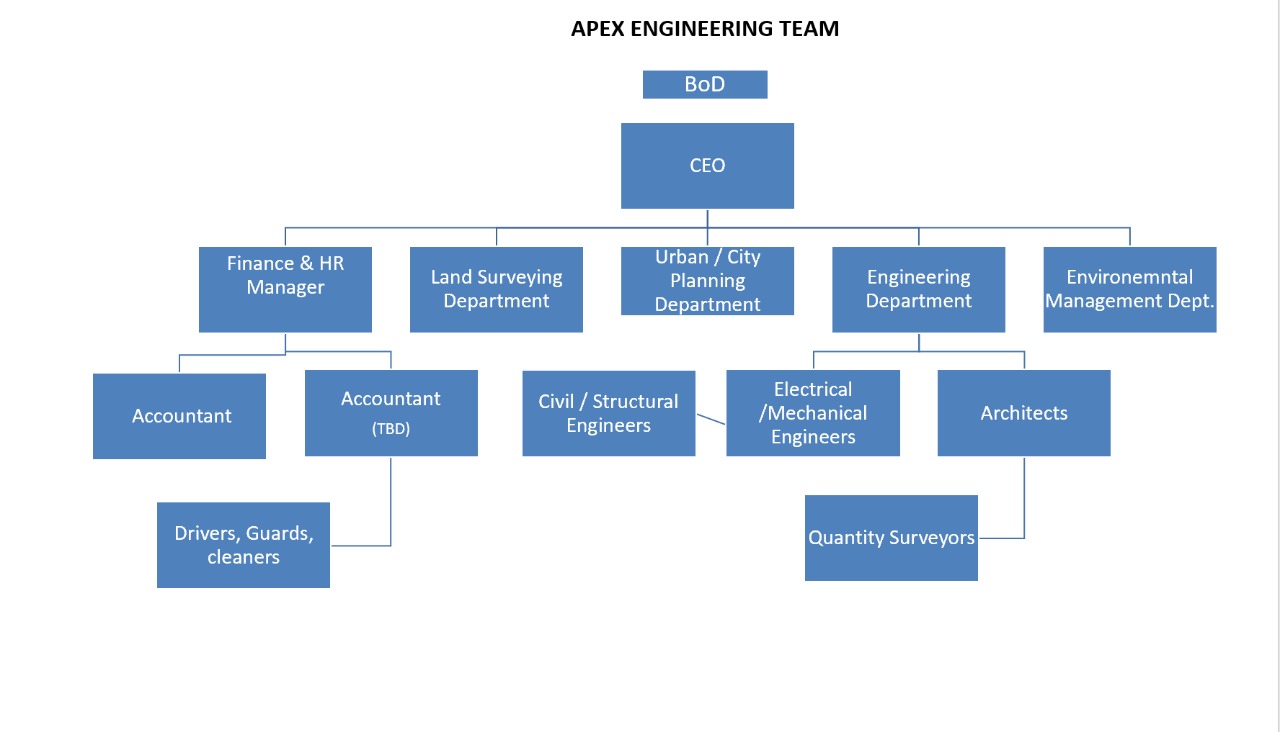 APEX ENGINEERING TEAM
BoD
CEO
Finance & HR
Manager
Land Surveying
Department
Urban / City
Planning
Department
Engineering
Department
Environemntal
Management Dept.
Accountant
Accountant
(TBD)
Civil / Structural
Engineers
Electrical
/Mechanical
Engineers
Architects
Drivers, Guards,
cleaners
Quantity Surveyors